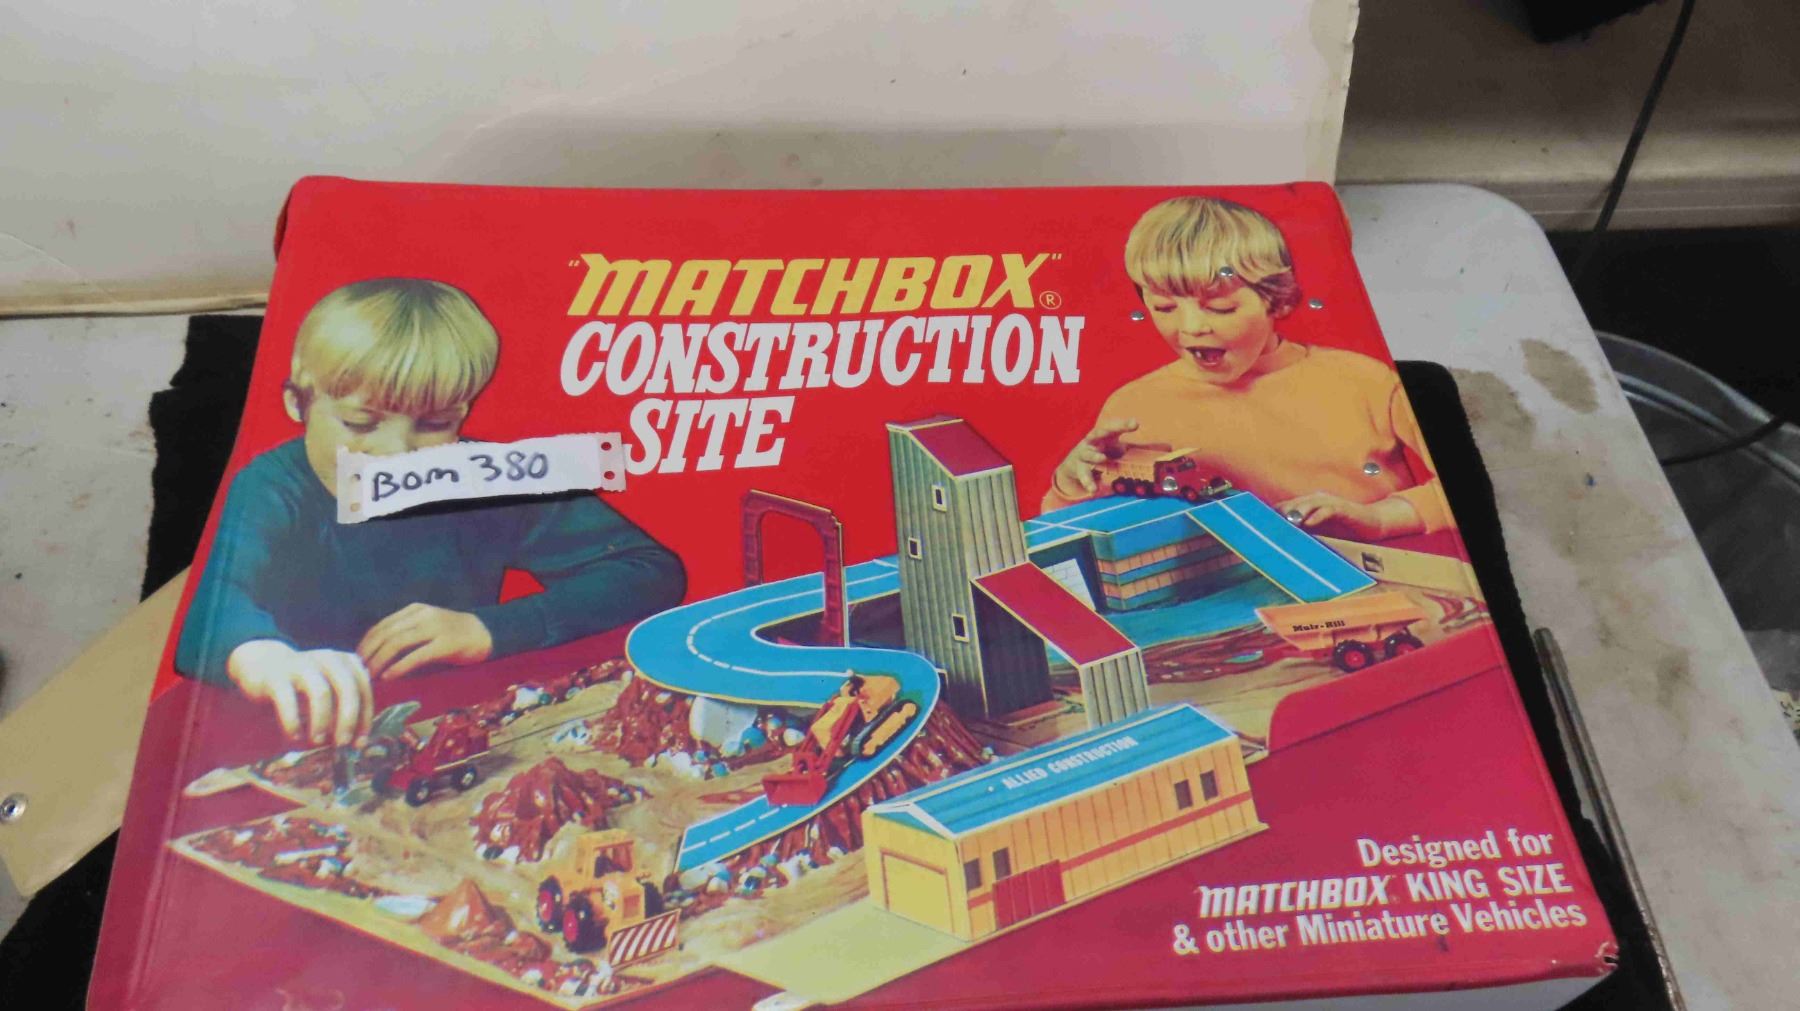 "MATCHBOX"®
CONSTRUCTION
SITE
BOM 380
Muir-Hill
ALLIED CONSTRUCTION
Designed for
MATCHBOX KING SIZE
& other Miniature Vehicles